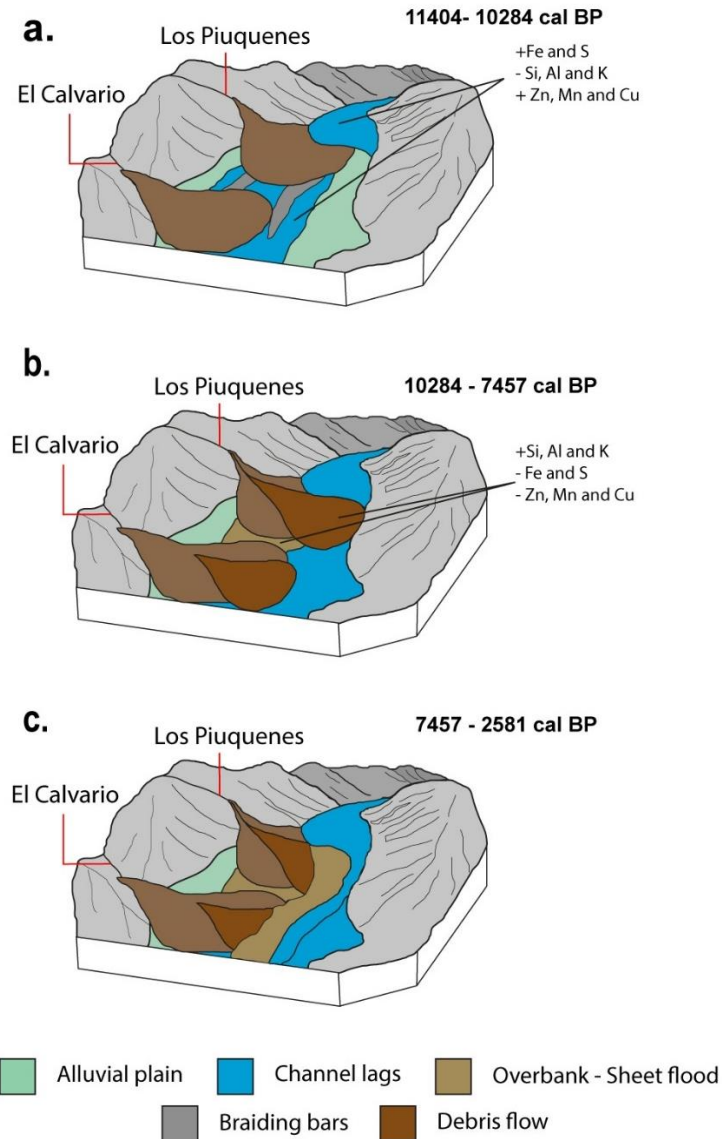 a.
11404- 10284 cal BP
Los Piuquenes
El Calvario
+Fe and S
- Si, Al and K
+ Zn, Mn and Cu
b.
10284 - 7457 cal BP
Los Piuquenes
El Calvario
+Si, Al and K
- Fe and S
- Zn, Mn and Cu
c.
7457 - 2581 cal BP
Los Piuquenes
El Calvario
Alluvial plain
Channel lags
Overbank - Sheet flood
Braiding bars
Debris flow